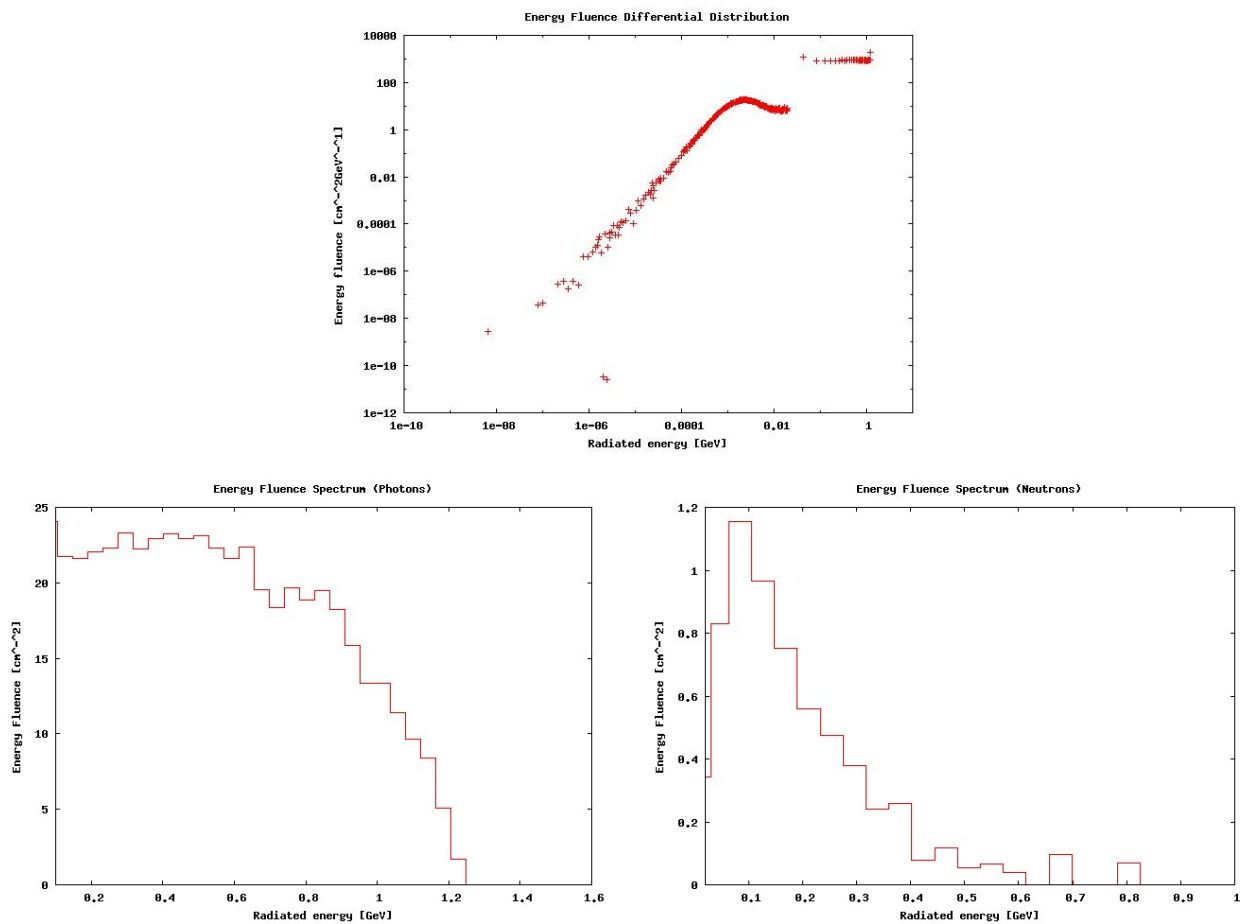 Energy Fluence Differential Distribution
10000
100
1
0.01
0.0001
1e-06
1e-08
1e-10
1e-12
Energy fluence [cm^-^2GeV^-^1]
1e-10 1e-08 1e-06 0.0001 0.01 1
Radiated energy [GeV]
Energy Fluence Spectrum (Photons)
25
20
15
10
5
0
Energy Fluence [cm^-^2]
0.2 0.4 0.6 0.8 1 1.2 1.4 1.6
Radiated energy [GeV]
Energy Fluence Spectrum (Neutrons)
1.2
1
0.8
0.6
0.4
0.2
0
Energy Fluence [cm^-^2]
0.1 0.2 0.3 0.4 0.5 0.6 0.7 0.8 0.9 1
Radiated energy [GeV]